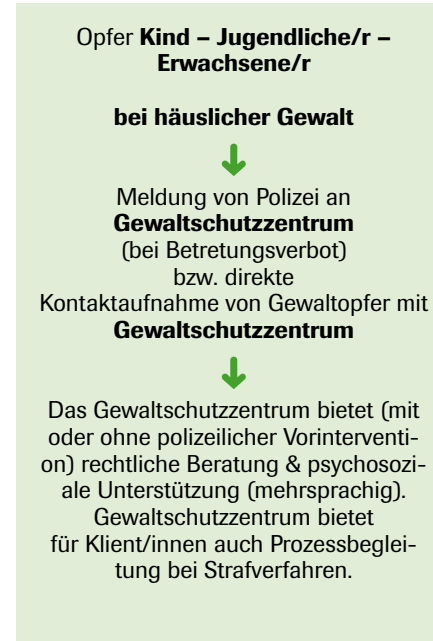 Opfer Kind – Jugendliche/r –
Erwachsene/r
bei häuslicher Gewalt
Meldung von Polizei an
Gewaltschutzzentrum
(bei Betretungsverbot)
bzw. direkte
Kontaktaufnahme von Gewaltopfer mit
Gewaltschutzzentrum
Das Gewaltschutzzentrum bietet (mit
oder ohne polizeilicher Vorinterventi-
on) rechtliche Beratung & psychosozi-
ale Unterstützung (mehrsprachig).
Gewaltschutzzentrum bietet
für Klient/innen auch Prozessbeglei-
tung bei Strafverfahren.